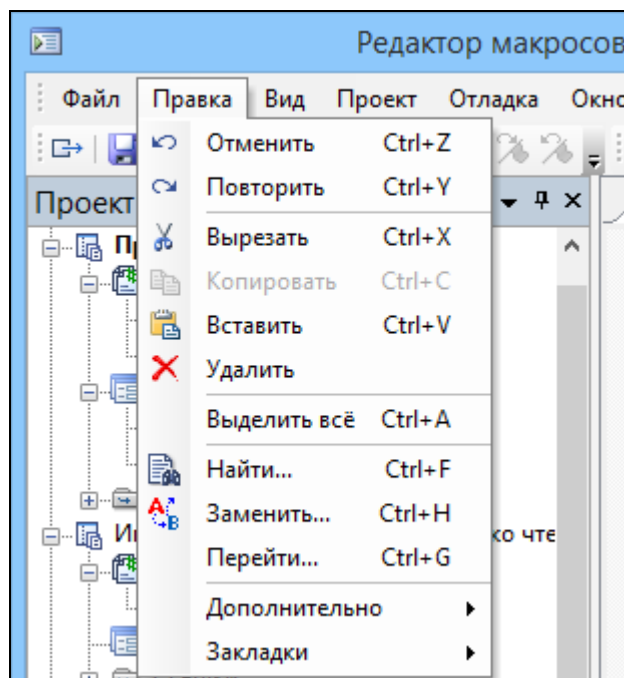 Редактор макросов
Файл Правка Вид Проект Отладка
Проект
Отменить Ctrl+Z
Повторить Ctrl+Y
Вырезать Ctrl+X
Копировать Ctrl+C
Вставить Ctrl+V
Удалить
Выделить всё Ctrl+A
Найти... Ctrl+F
Заменить... Ctrl+H
Перейти... Ctrl+G
Дополнительно
Закладки